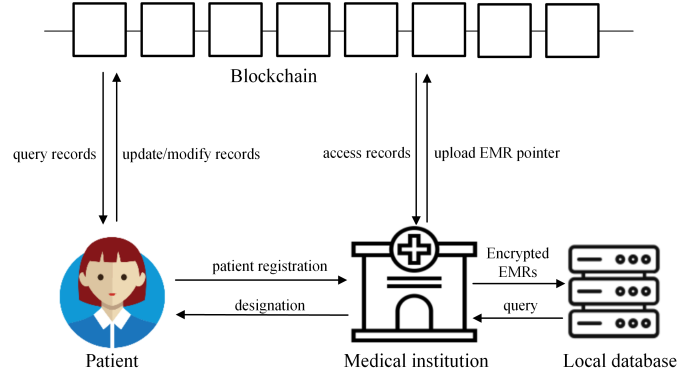 Blockchain
query records
update/modify records
access records
upload EMR pointer
patient registration
designation
Encrypted
EMRs
query
Patient
Medical institution
Local database